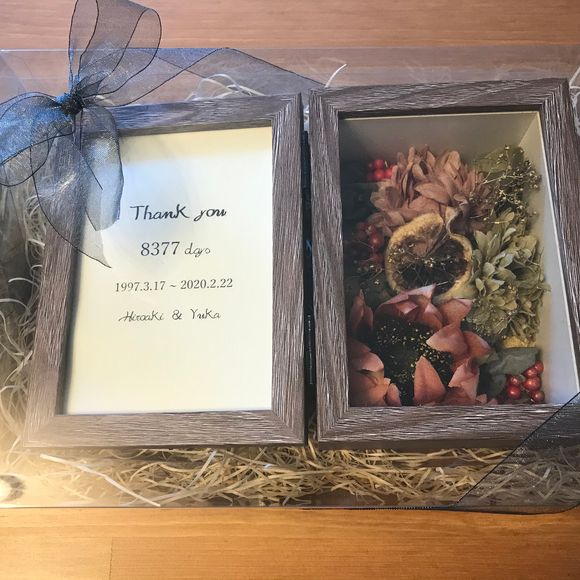 Thank you
8377 days
1997.3.17 ~ 2020.2.22
Hiroaki & Yuka